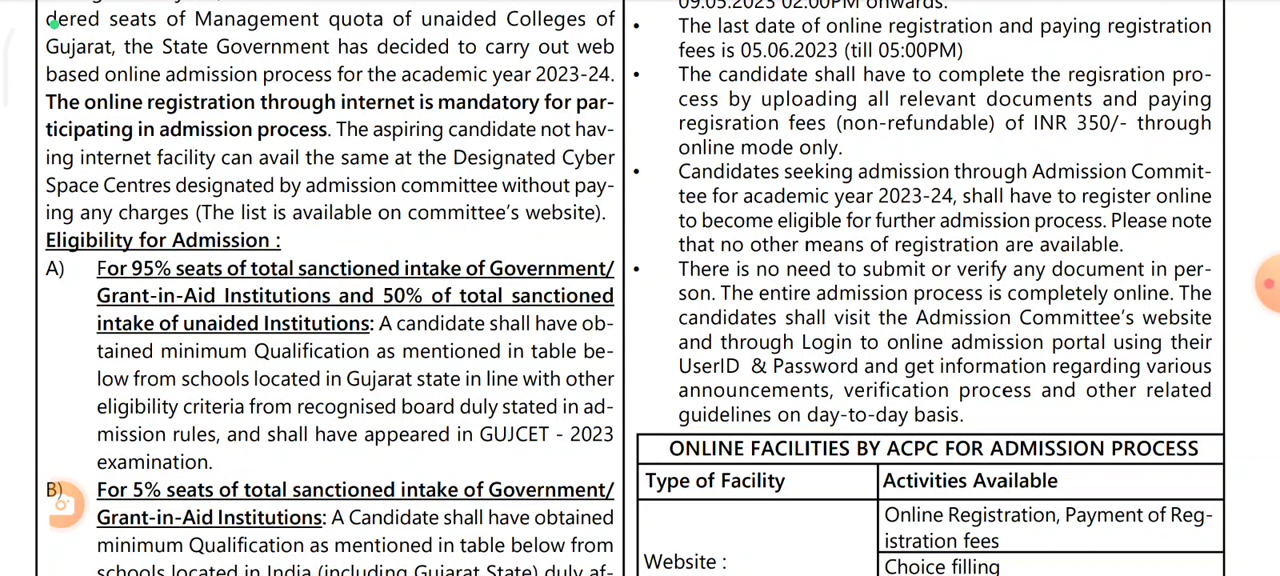 dered seats of Management quota of unaided Colleges of
Gujarat, the State Government has decided to carry out web
based online admission process for the academic year 2023-24.
The online registration through internet is mandatory for par-
ticipating in admission process. The aspiring candidate not hav-
ing internet facility can avail the same at the Designated Cyber
Space Centres designated by admission committee without pay-
ing any charges (The list is available on committee's website).
Eligibility for Admission :
A) For 95% seats of total sanctioned intake of Government/
Grant-in-Aid Institutions and 50% of total sanctioned
intake of unaided Institutions: A candidate shall have ob-
tained minimum Qualification as mentioned in table be-
low from schools located in Gujarat state in line with other
eligibility criteria from recognised board duly stated in ad-
mission rules, and shall have appeared in GUJCET - 2023
examination.
B) For 5% seats of total sanctioned intake of Government/
Grant-in-Aid Institutions: A Candidate shall have obtained
minimum Qualification as mentioned in table below from
schools located in India (including Gujarat State) duly af-
09.05.2023 02:00PM onwards.
• The last date of online registration and paying registration
fees is 05.06.2023 (till 05:00PM)
• The candidate shall have to complete the regisration pro-
cess by uploading all relevant documents and paying
regisration fees (non-refundable) of INR 350/- through
online mode only.
• Candidates seeking admission through Admission Commit-
tee for academic year 2023-24, shall have to register online
to become eligible for further admission process. Please note
that no other means of registration are available.
• There is no need to submit or verify any document in per-
son. The entire admission process is completely online. The
candidates shall visit the Admission Committee's website
and through Login to online admission portal using their
UserID & Password and get information regarding various
announcements, verification process and other related
guidelines on day-to-day basis.
ONLINE FACILITIES BY ACPC FOR ADMISSION PROCESS
Type of Facility
Activities Available
Website :
Online Registration, Payment of Reg-
istration fees
Choice filling